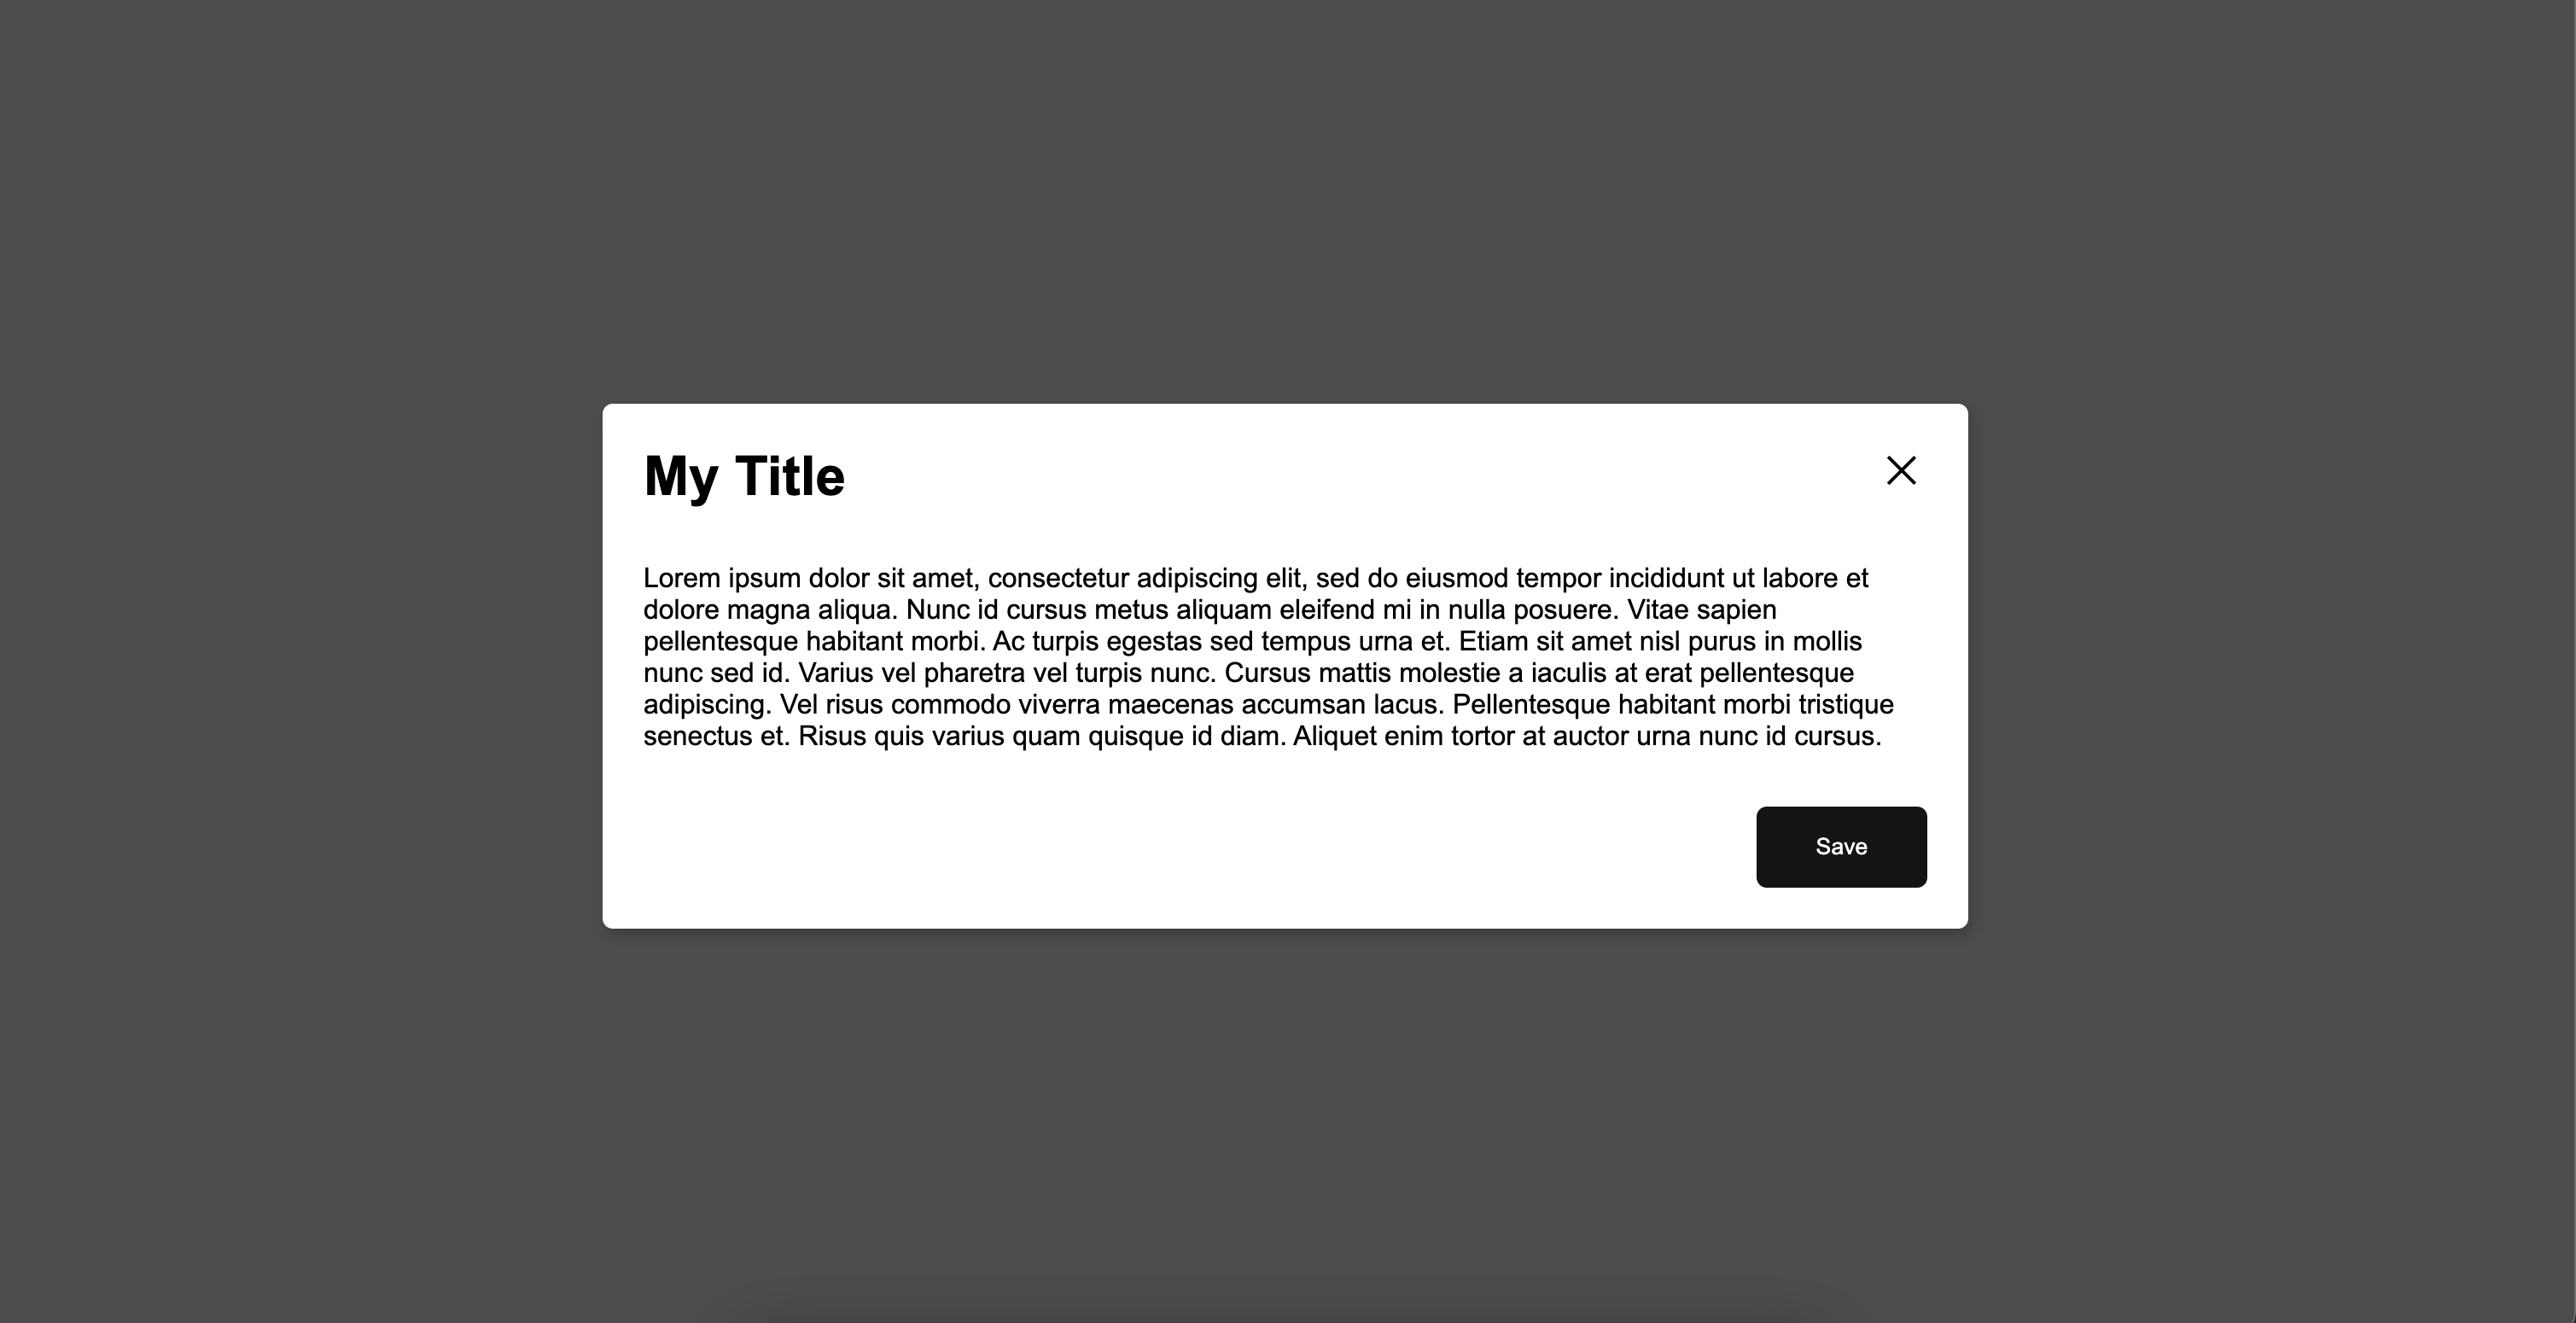 My Title
Lorem ipsum dolor sit amet, consectetur adipiscing elit, sed do eiusmod tempor incididunt ut labore et
dolore magna aliqua. Nunc id cursus metus aliquam eleifend mi in nulla posuere. Vitae sapien
pellentesque habitant morbi. Ac turpis egestas sed tempus urna et. Etiam sit amet nisl purus in mollis
nunc sed id. Varius vel pharetra vel turpis nunc. Cursus mattis molestie a iaculis at erat pellentesque
adipiscing. Vel risus commodo viverra maecenas accumsan lacus. Pellentesque habitant morbi tristique
senectus et. Risus quis varius quam quisque id diam. Aliquet enim tortor at auctor urna nunc id cursus.
Save